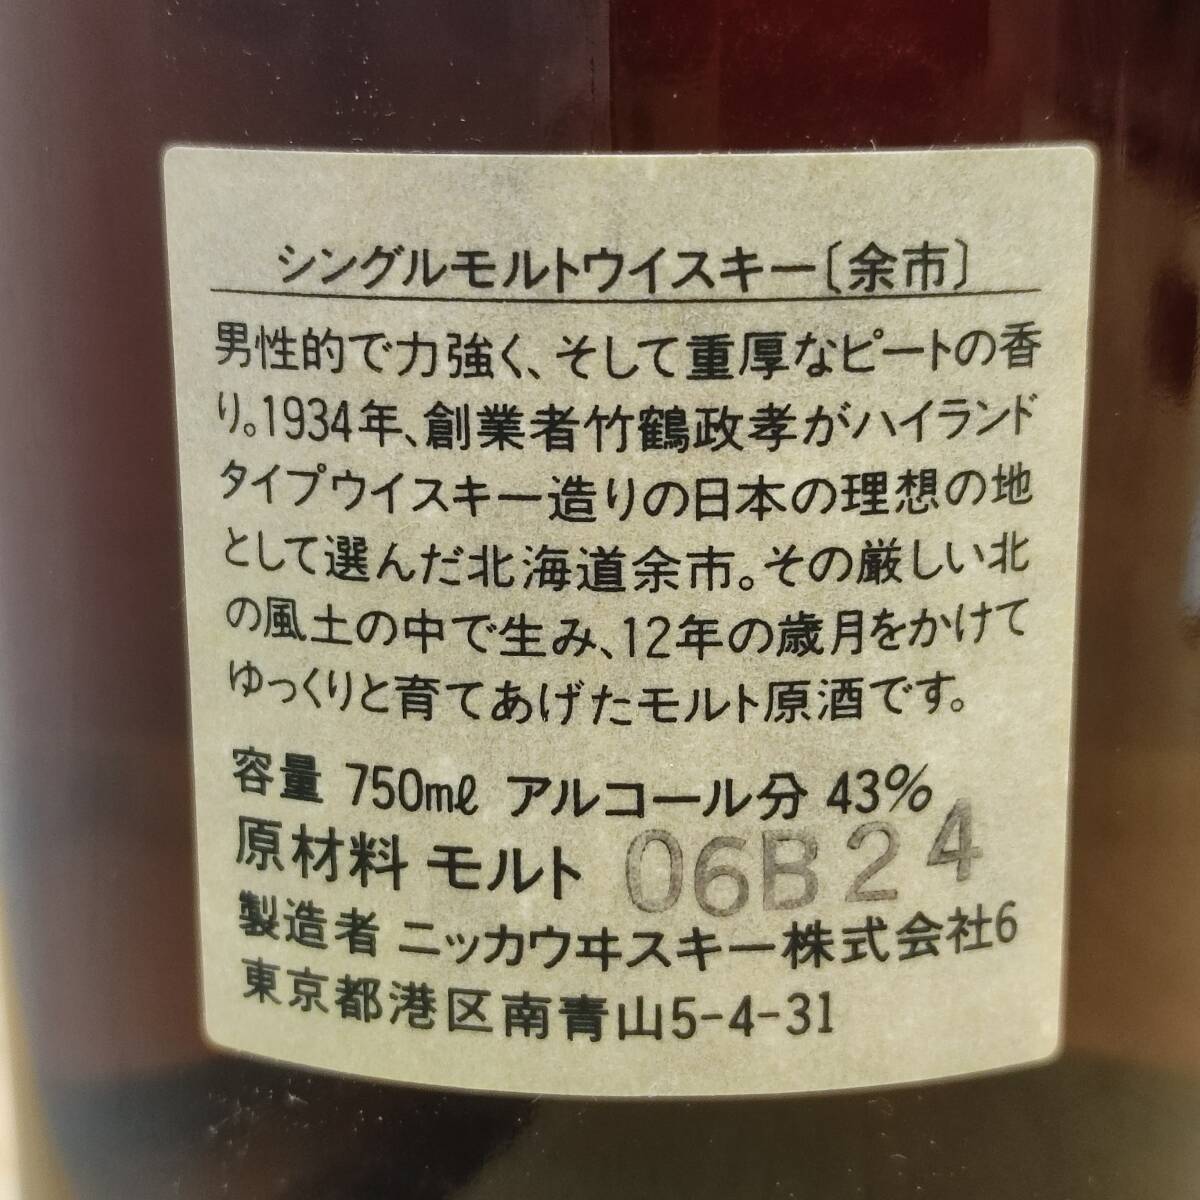 シングルモルトウイスキー〔余市〕
男性的で力強く、そして重厚なピートの香
り。1934年、創業者竹鶴政孝がハイランド
タイプウイスキー造りの日本の理想の地
として選んだ北海道余市。その厳しい北
の風土の中で生み、12年の歳月をかけて
ゆっくりと育てあげたモルト原酒です。
容量 750mℓ アルコール分 43%
原材料 モルト 06B24
製造者 ニッカウヰスキー株式会社6
東京都港区南青山5-4-31